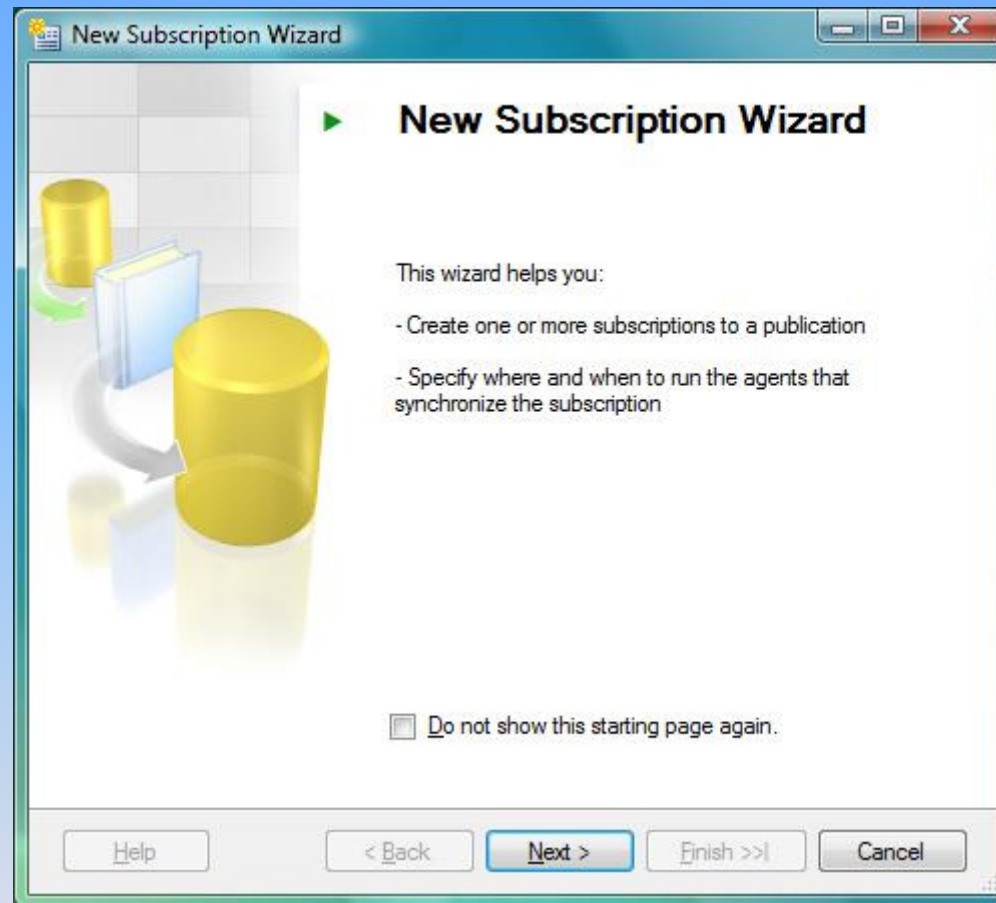 New Subscription Wizard
New Subscription Wizard
This wizard helps you:
- Create one or more subscriptions to a publication
- Specify where and when to run the agents that
synchronize the subscription
Do not show this starting page again.
Help
< Back
Next >
Finish >>|
Cancel